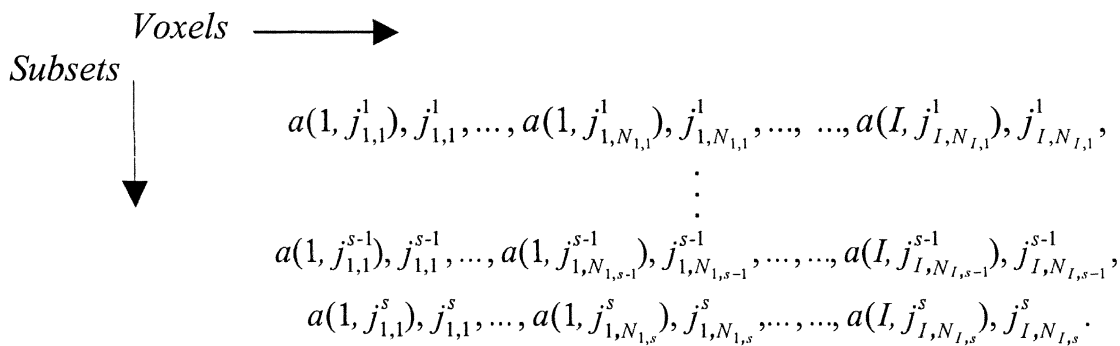 Voxels
Subsets
a(1, j^1_{1,1}), j^1_{1,1}, ..., a(1, j^1_{1,N_{1,1}}), j^1_{1,N_{1,1}}, ..., ..., a(I, j^1_{I,N_{I,1}}), j^1_{I,N_{I,1}},
⋮
a(1, j^{s-1}_{1,1}), j^{s-1}_{1,1}, ..., a(1, j^{s-1}_{1,N_{1,s-1}}), j^{s-1}_{1,N_{1,s-1}}, ..., ..., a(I, j^{s-1}_{I,N_{I,s-1}}), j^{s-1}_{I,N_{I,s-1}},
a(1, j^s_{1,1}), j^s_{1,1}, ..., a(1, j^s_{1,N_{1,s}}), j^s_{1,N_{1,s}}, ..., ..., a(I, j^s_{I,N_{I,s}}), j^s_{I,N_{I,s}}.